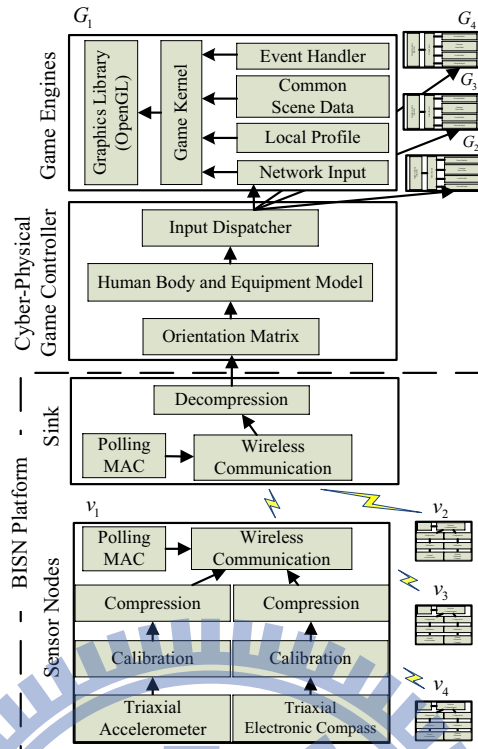 G1
G4
G3
G2
Game Engines
Graphics Library
(OpenGL)
Game Kernel
Event Handler
Common
Scene Data
Local Profile
Network Input
Cyber-Physical
Game Controller
Input Dispatcher
Human Body and Equipment Model
Orientation Matrix
BISN Platform
Sink
Decompression
Polling
MAC
Wireless
Communication
Sensor Nodes
v1
v2
v3
v4
Polling
MAC
Wireless
Communication
Compression
Compression
Calibration
Calibration
Triaxial
Accelerometer
Triaxial
Electronic Compass